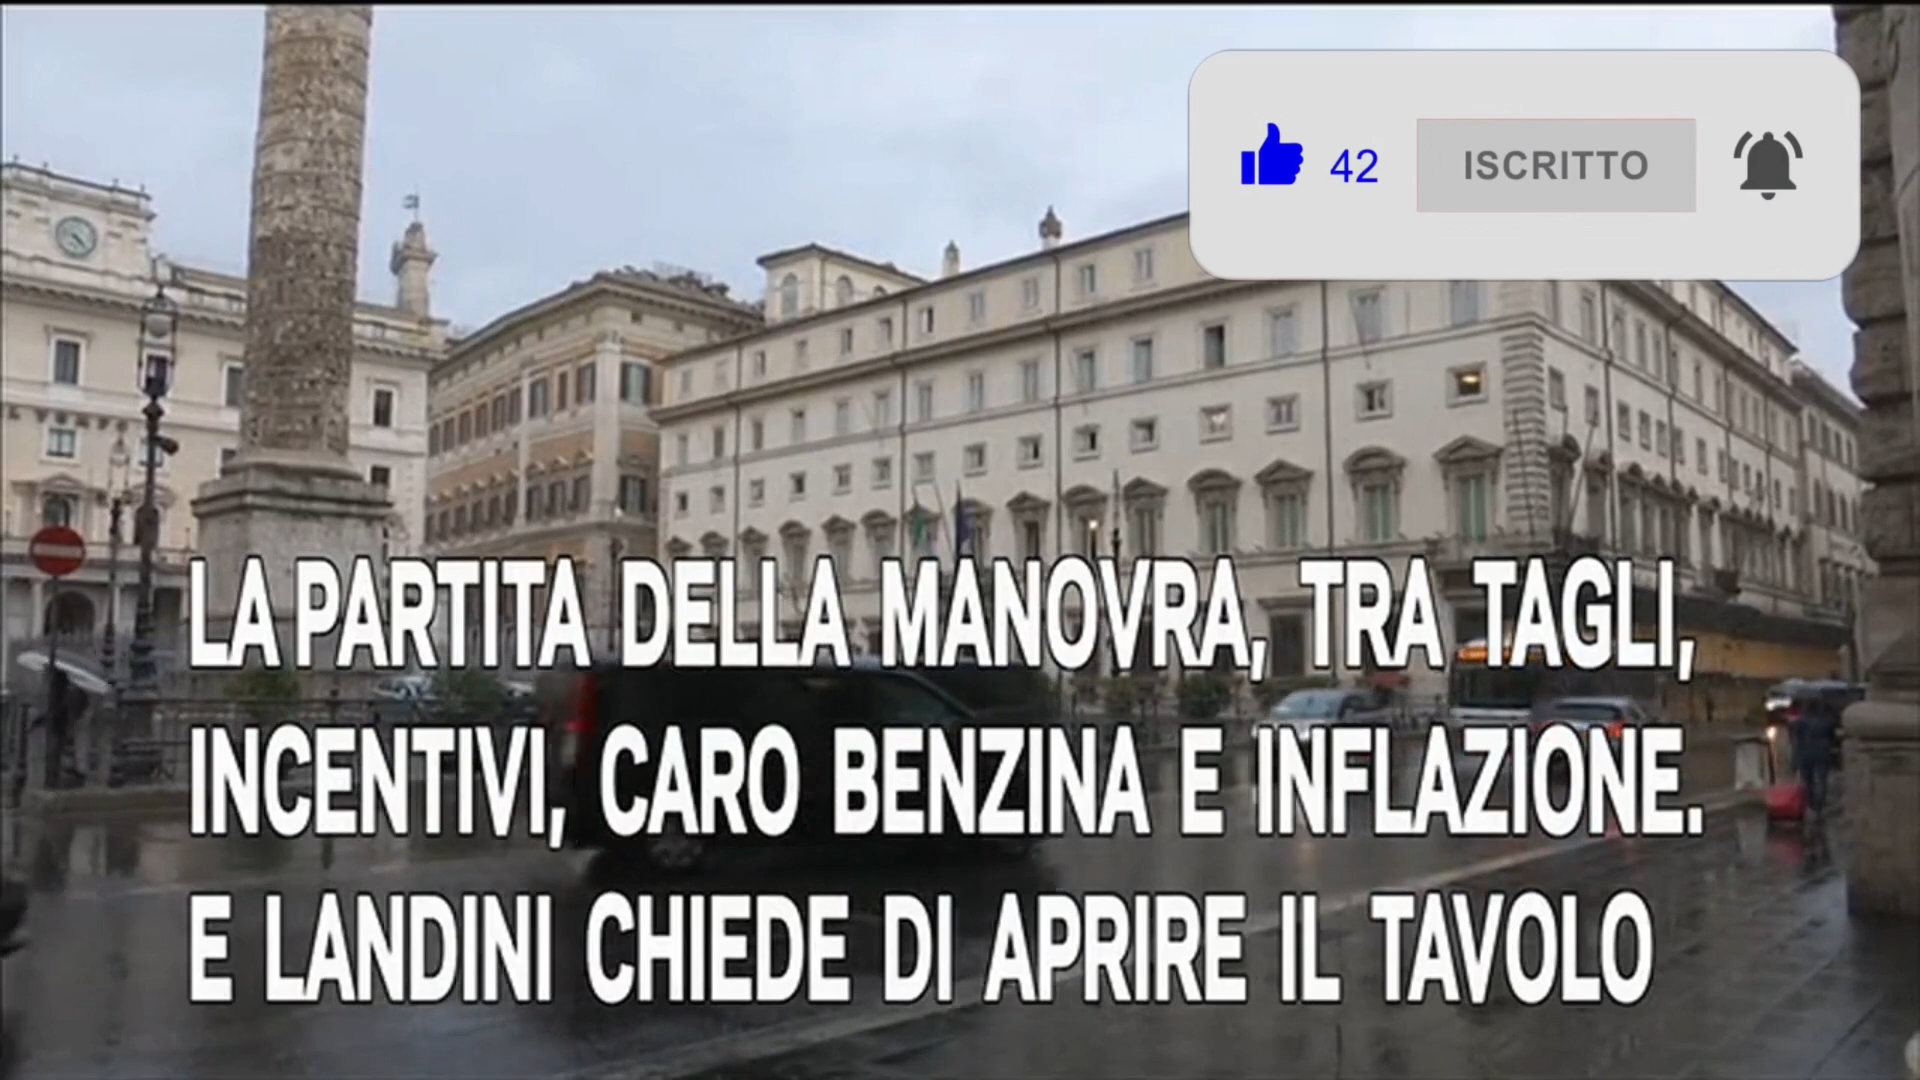 42 ISCRITTO
LA PARTITA DELLA MANOVRA, TRA TAGLI,
INCENTIVI, CARO BENZINA E INFLAZIONE.
E LANDINI CHIEDE DI APRIRE IL TAVOLO